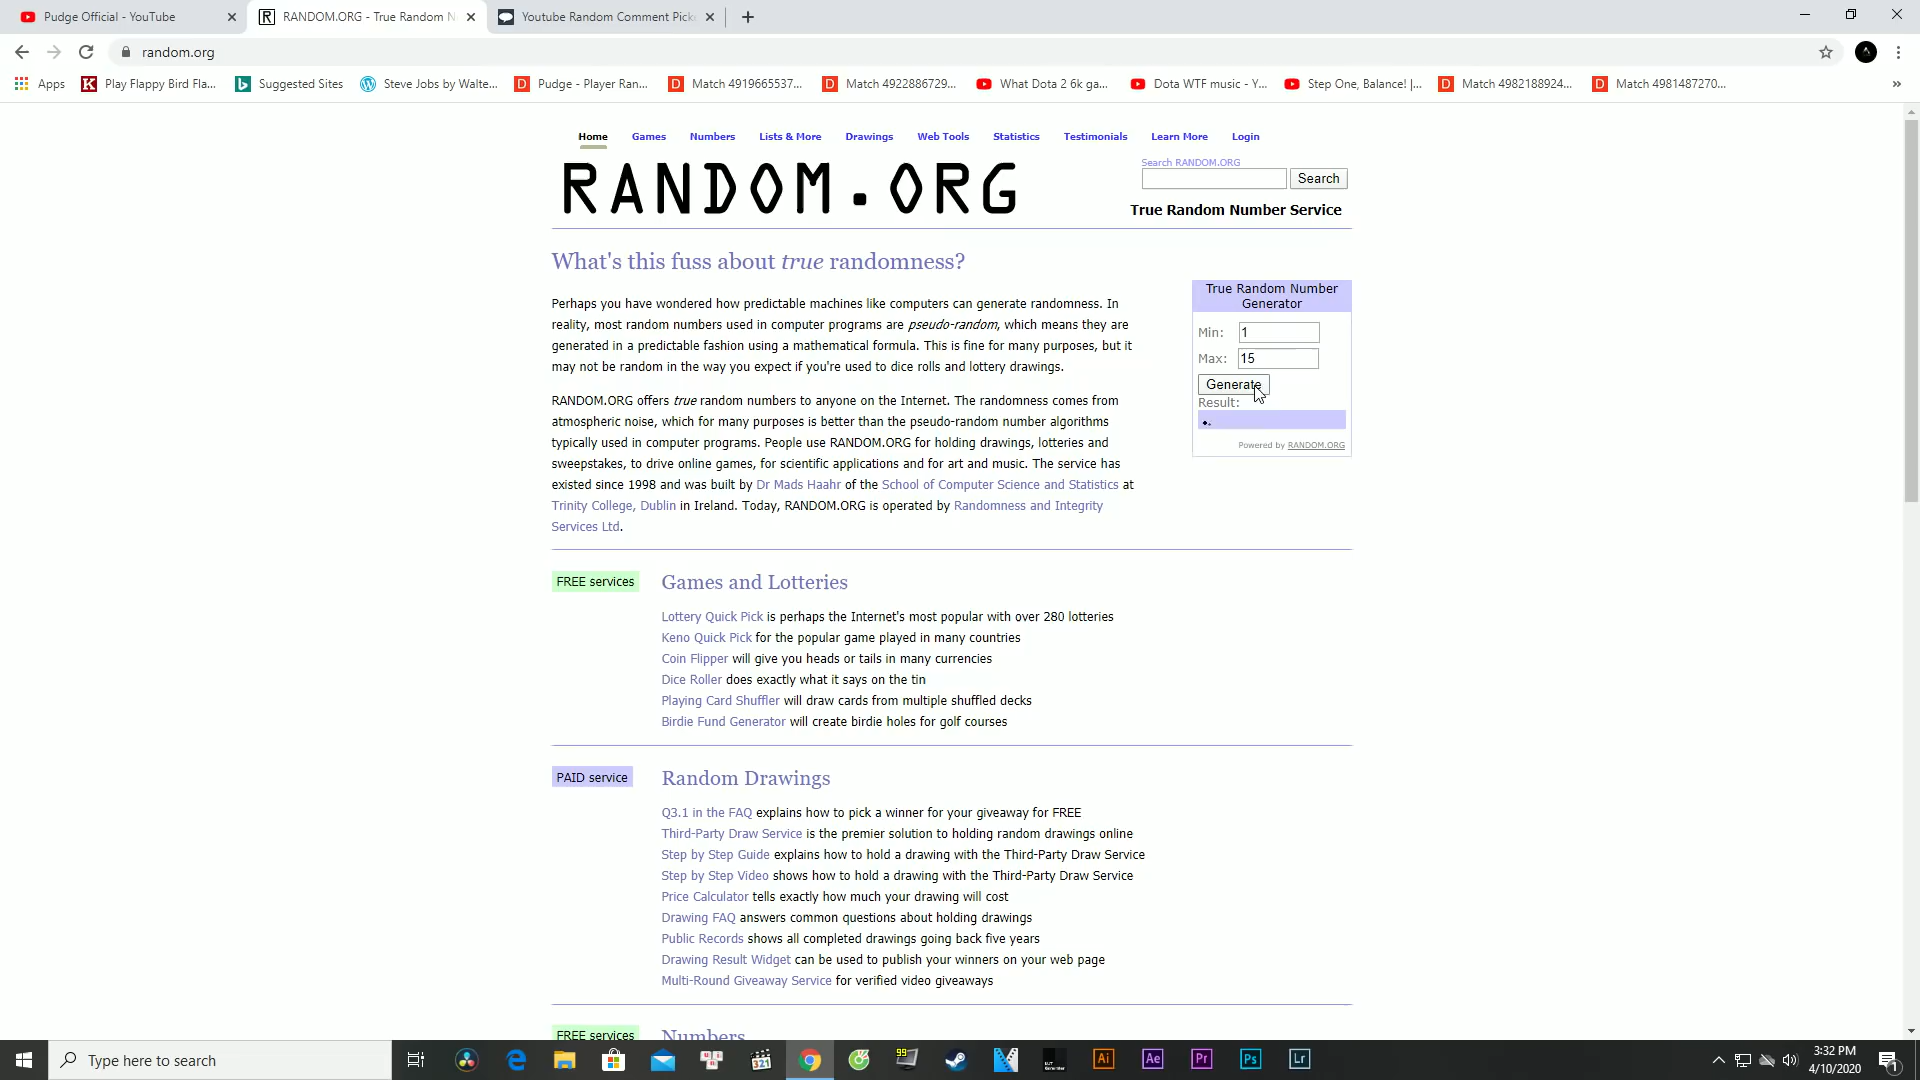 Pudge Official - YouTube
RANDOM.ORG - True Random N
Youtube Random Comment Pick
random.org
Apps
Play Flappy Bird Fla...
Suggested Sites
Steve Jobs by Walte...
Pudge - Player Ran...
Match 4919665537...
Match 4922886729...
What Dota 2 6k ga...
Dota WTF music - Y...
Step One, Balance! |...
Match 4982188924...
Match 4981487270...
»
Home Games Numbers Lists & More Drawings Web Tools Statistics Testimonials Learn More Login
RANDOM.ORG
Search RANDOM.ORG
Search
True Random Number Service
What's this fuss about true randomness?
Perhaps you have wondered how predictable machines like computers can generate randomness. In
reality, most random numbers used in computer programs are pseudo-random, which means they are
generated in a predictable fashion using a mathematical formula. This is fine for many purposes, but it
may not be random in the way you expect if you're used to dice rolls and lottery drawings.
RANDOM.ORG offers true random numbers to anyone on the Internet. The randomness comes from
atmospheric noise, which for many purposes is better than the pseudo-random number algorithms
typically used in computer programs. People use RANDOM.ORG for holding drawings, lotteries and
sweepstakes, to drive online games, for scientific applications and for art and music. The service has
existed since 1998 and was built by Dr Mads Haahr of the School of Computer Science and Statistics at
Trinity College, Dublin in Ireland. Today, RANDOM.ORG is operated by Randomness and Integrity
Services Ltd.
True Random Number
Generator
Min: 1
Max: 15
Generate
Result:
Powered by RANDOM.ORG
FREE services
Games and Lotteries
Lottery Quick Pick is perhaps the Internet's most popular with over 280 lotteries
Keno Quick Pick for the popular game played in many countries
Coin Flipper will give you heads or tails in many currencies
Dice Roller does exactly what it says on the tin
Playing Card Shuffler will draw cards from multiple shuffled decks
Birdie Fund Generator will create birdie holes for golf courses
PAID service
Random Drawings
Q3.1 in the FAQ explains how to pick a winner for your giveaway for FREE
Third-Party Draw Service is the premier solution to holding random drawings online
Step by Step Guide explains how to hold a drawing with the Third-Party Draw Service
Step by Step Video shows how to hold a drawing with the Third-Party Draw Service
Price Calculator tells exactly how much your drawing will cost
Drawing FAQ answers common questions about holding drawings
Public Records shows all completed drawings going back five years
Drawing Result Widget can be used to publish your winners on your web page
Multi-Round Giveaway Service for verified video giveaways
FREE services
Numbers
Type here to search
321
99
Ai
Ae
Pr
Ps
Lr
3:32 PM
4/10/2020
1